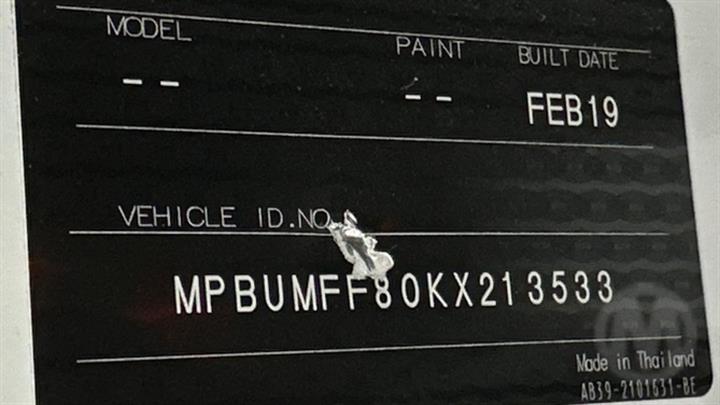 MODEL PAINT BUILT DATE
-- -- FEB19
VEHICLE ID.NO.
MPBUMFF80KX213533
Made in Thailand
AB39-2101631-BE